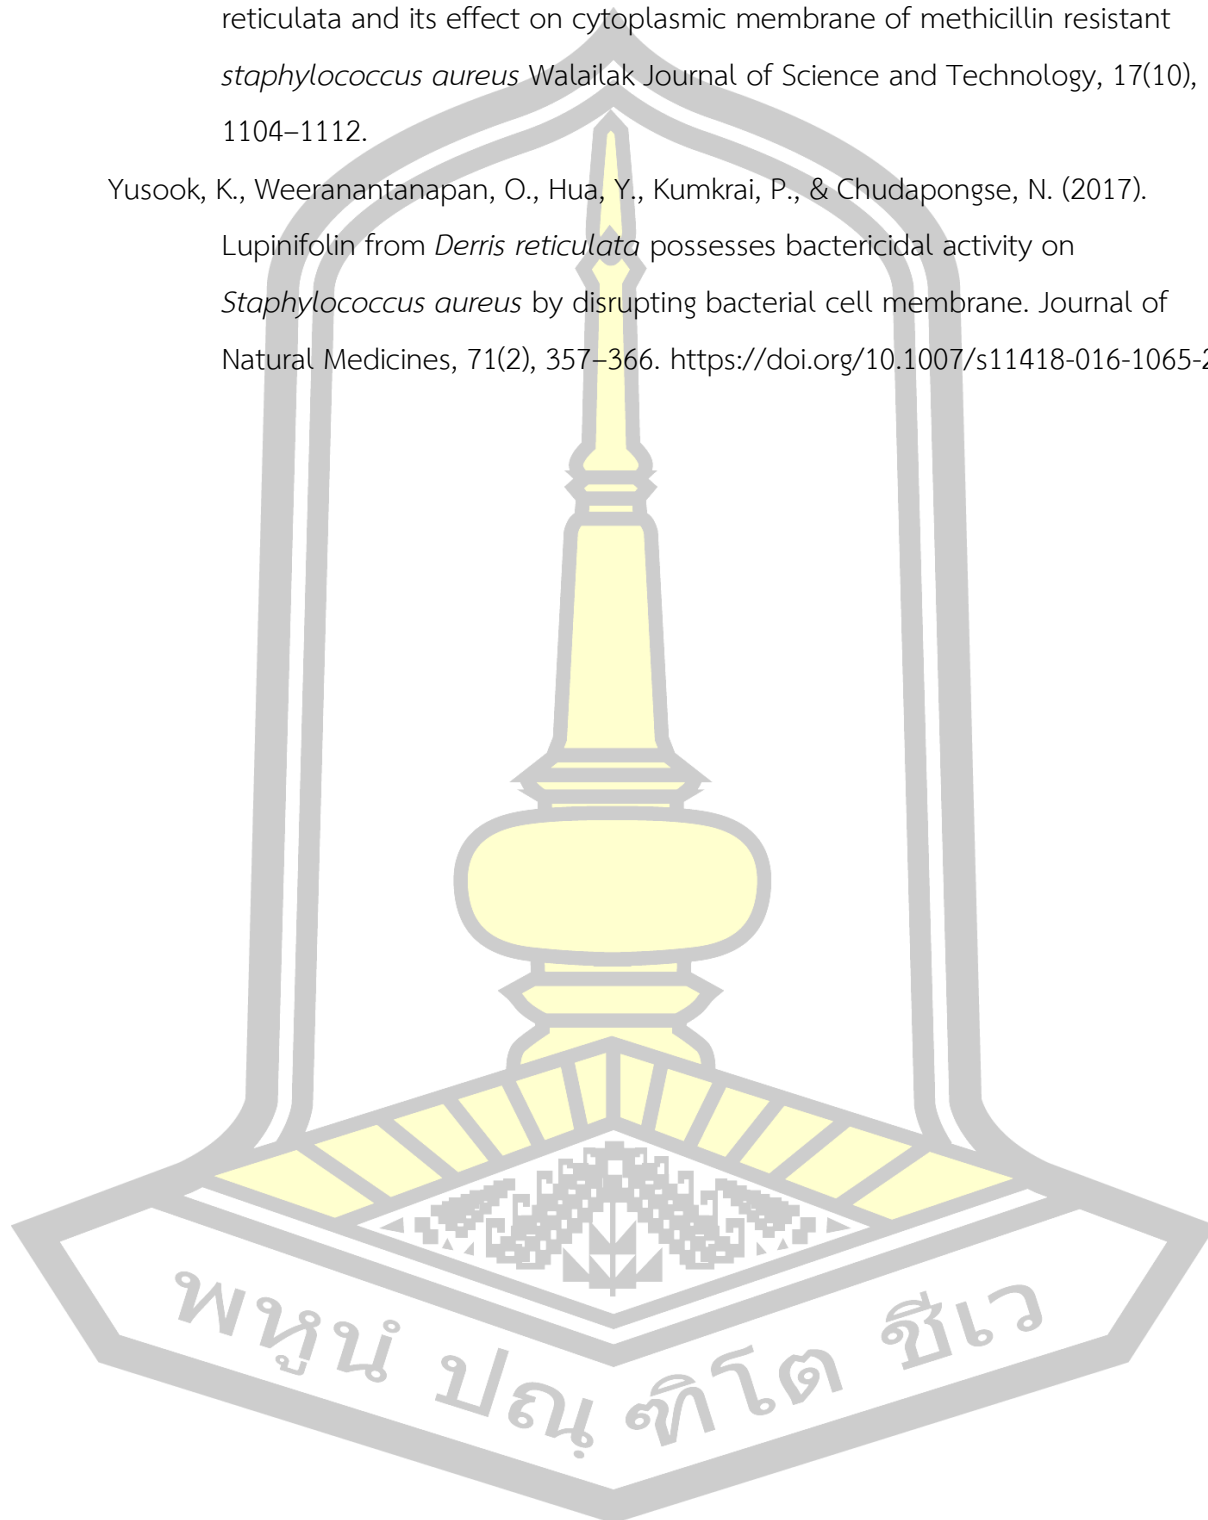 reticulata and its effect on cytoplasmic membrane of methicillin resistant
staphylococcus aureus Walailak Journal of Science and Technology, 17(10),
1104–1112.
Yusook, K., Weeranantanapan, O., Hua, Y., Kumkrai, P., & Chudapongse, N. (2017).
Lupinifolin from Derris reticulata possesses bactericidal activity on
Staphylococcus aureus by disrupting bacterial cell membrane. Journal of
Natural Medicines, 71(2), 357–366. https://doi.org/10.1007/s11418-016-1065-2
พหูนํ ปณฺ ฑิโต ชีเว